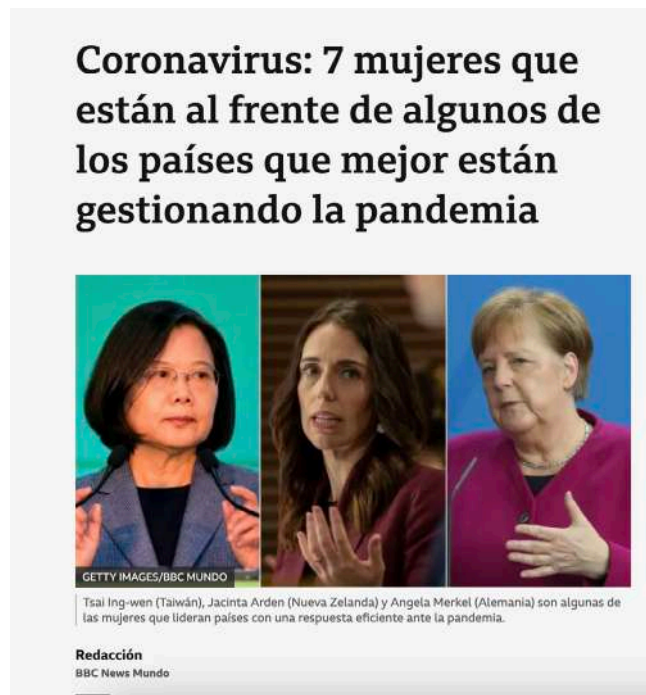 Coronavirus: 7 mujeres que
están al frente de algunos de
los países que mejor están
gestionando la pandemia
GETTY IMAGES/BBC MUNDO
Tsai Ing-wen (Taiwán), Jacinta Arden (Nueva Zelanda) y Angela Merkel (Alemania) son algunas de
las mujeres que lideran países con una respuesta eficiente ante la pandemia.
Redacción
BBC News Mundo